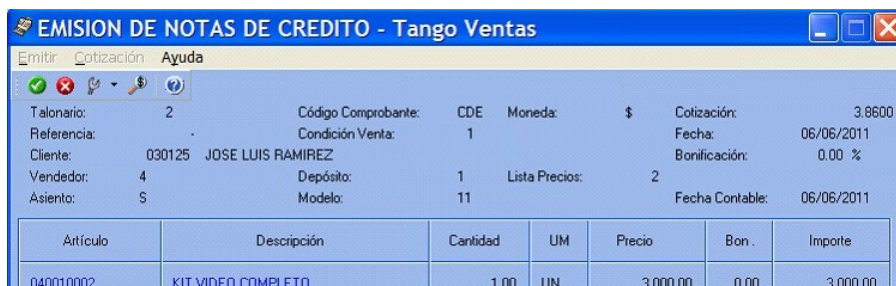 EMISION DE NOTAS DE CREDITO - Tango Ventas
Emitir Cotización Ayuda
Talonario: 2 Código Comprobante: CDE Moneda: $ Cotización: 3.8600
Referencia: - Condición Venta: 1 Fecha: 06/06/2011
Cliente: 030125 JOSE LUIS RAMIREZ Bonificación: 0.00 %
Vendedor: 4 Depósito: 1 Lista Precios: 2
Asiento: S Modelo: 11 Fecha Contable: 06/06/2011
Artículo Descripción Cantidad UM Precio Bon. Importe
040010002 KIT VIDEO COMPLETO 1.00 UN 3,000.00 0.00 3,000.00